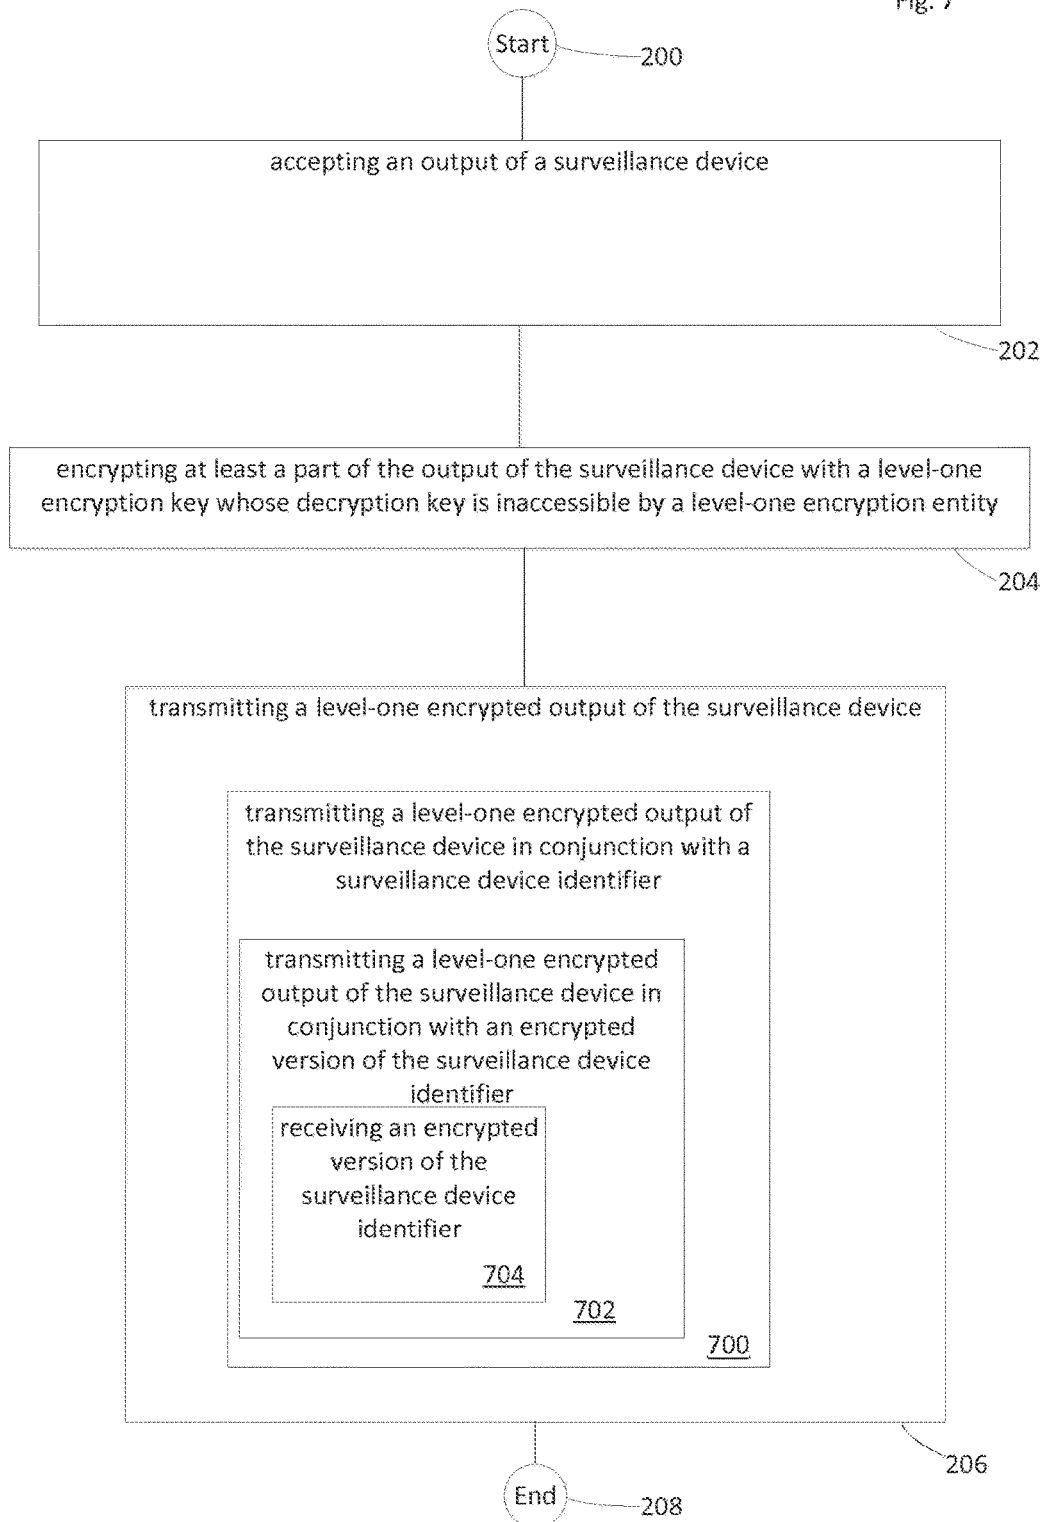 Fig. 7
Start
200
accepting an output of a surveillance device
202
encrypting at least a part of the output of the surveillance device with a level-one
encryption key whose decryption key is inaccessible by a level-one encryption entity
204
transmitting a level-one encrypted output of the surveillance device
transmitting a level-one encrypted output of
the surveillance device in conjunction with a
surveillance device identifier
transmitting a level-one encrypted
output of the surveillance device in
conjunction with an encrypted
version of the surveillance device
identifier
receiving an encrypted
version of the
surveillance device
identifier
704
702
700
206
End
208